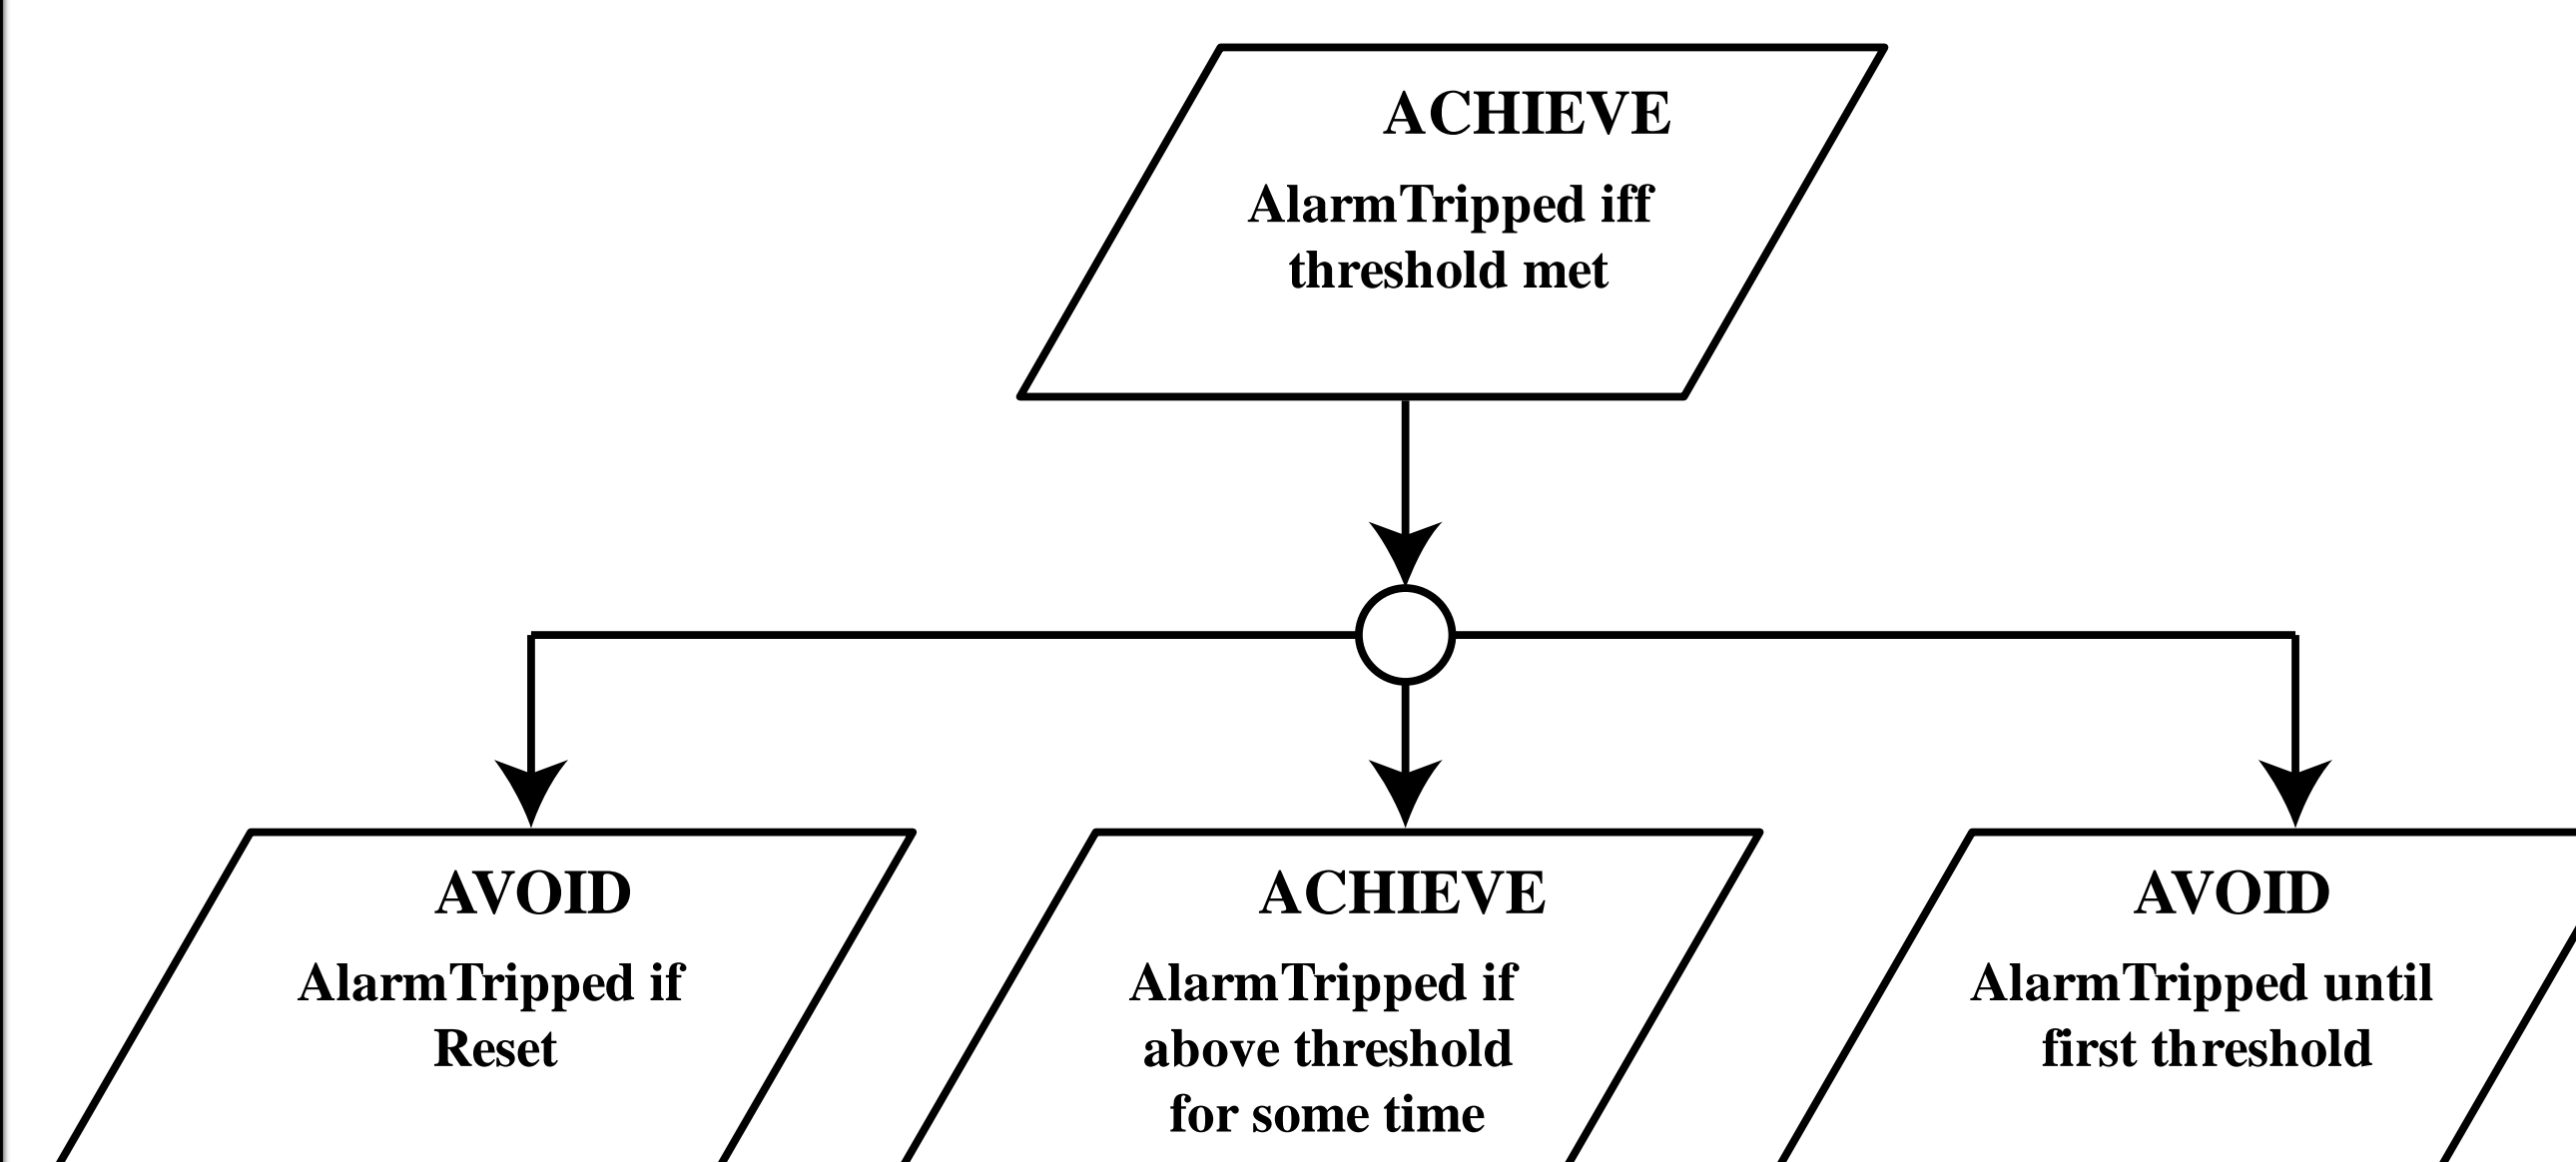 ACHIEVE
AlarmTripped iff
threshold met
AVOID
AlarmTripped if
Reset
ACHIEVE
AlarmTripped if
above threshold
for some time
AVOID
AlarmTripped until
first threshold